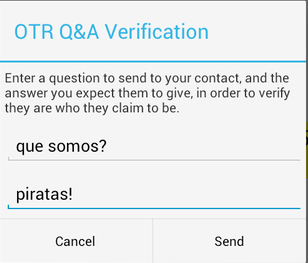 OTR Q&A Verification
Enter a question to send to your contact, and the
answer you expect them to give, in order to verify
they are who they claim to be.
que somos?
piratas!
Cancel Send